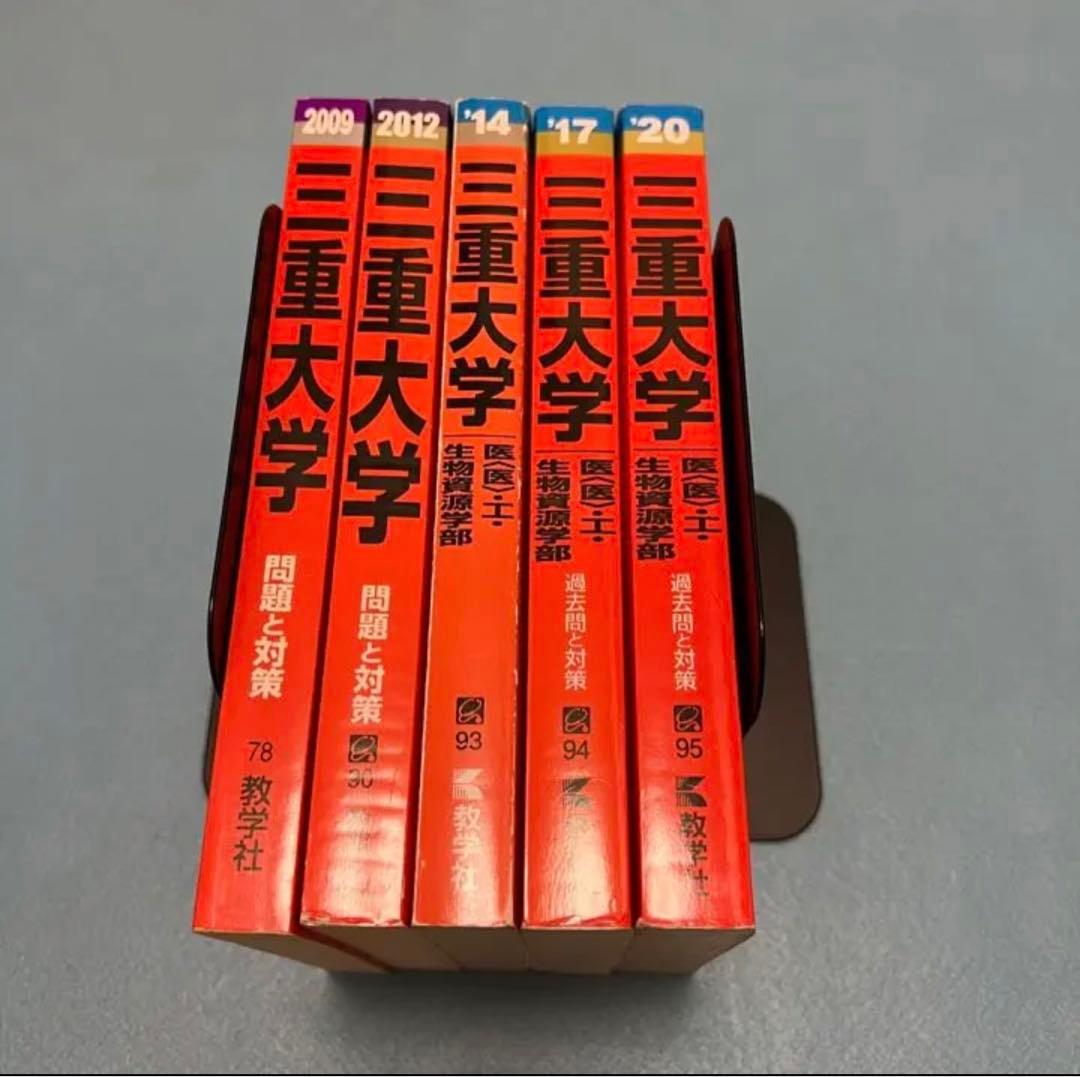 2009
三重大学
問題と対策
78
教学社
2012
三重大学
問題と対策
90
'14
三重大学
医〈医〉・工・
生物資源学部
93
教学社
'17
三重大学
医〈医〉・工・
生物資源学部
過去問と対策
94
'20
三重大学
医〈医〉・工・
生物資源学部
過去問と対策
95
教学社